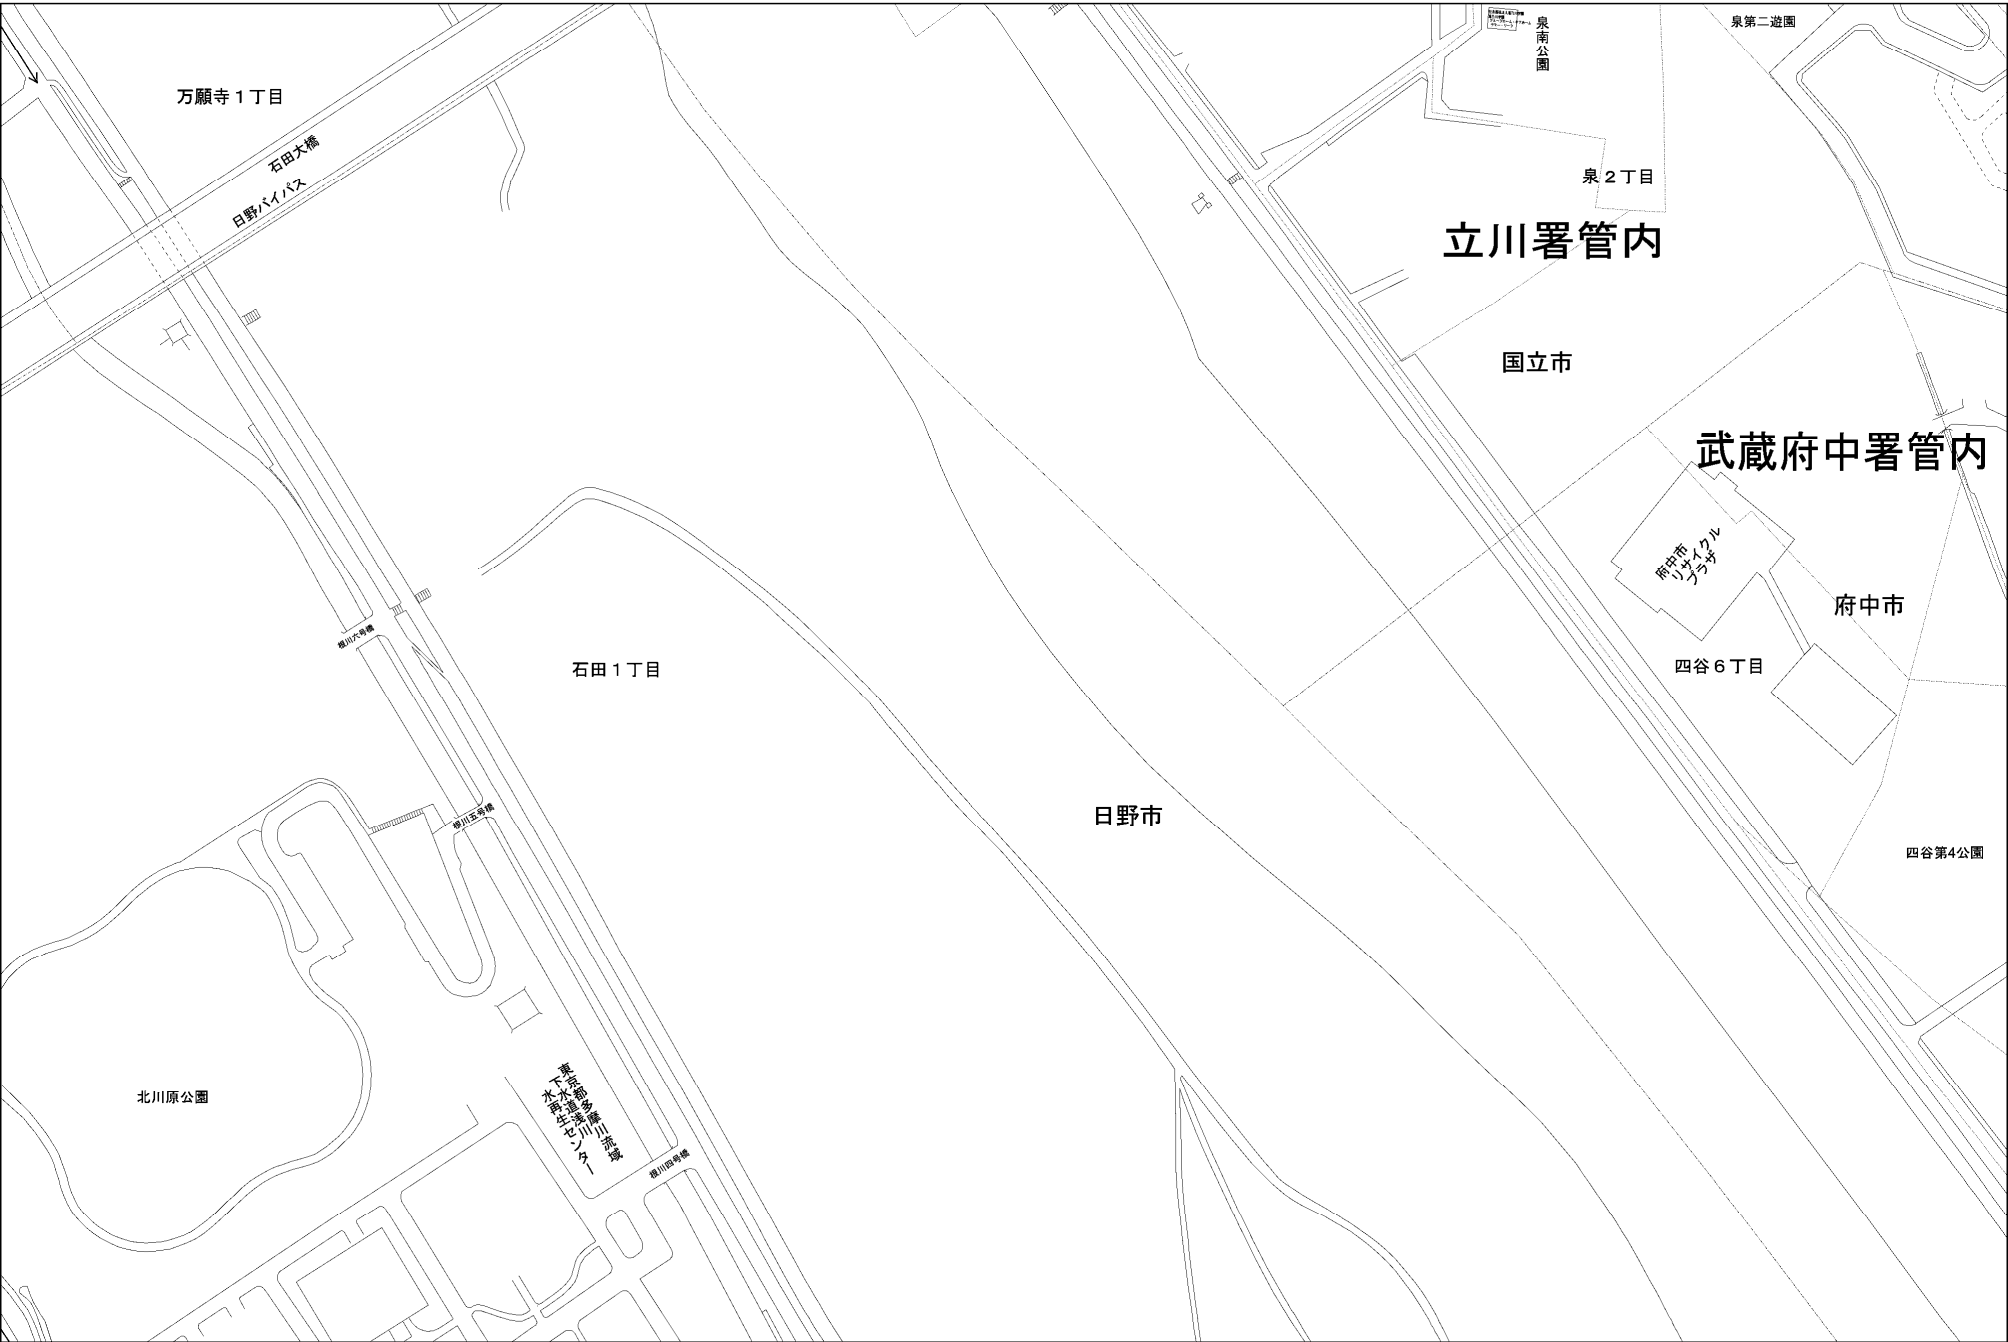 泉第二遊園
泉南公園
万願寺１丁目
石田大橋
日野バイパス
泉２丁目
立川署管内
国立市
武蔵府中署管内
府中市
リサイクル
プラザ
府中市
四谷６丁目
根川六号橋
石田１丁目
日野市
根川五号橋
四谷第4公園
北川原公園
東京都多摩川流域
下水道浅川
水再生センター
根川四号橋